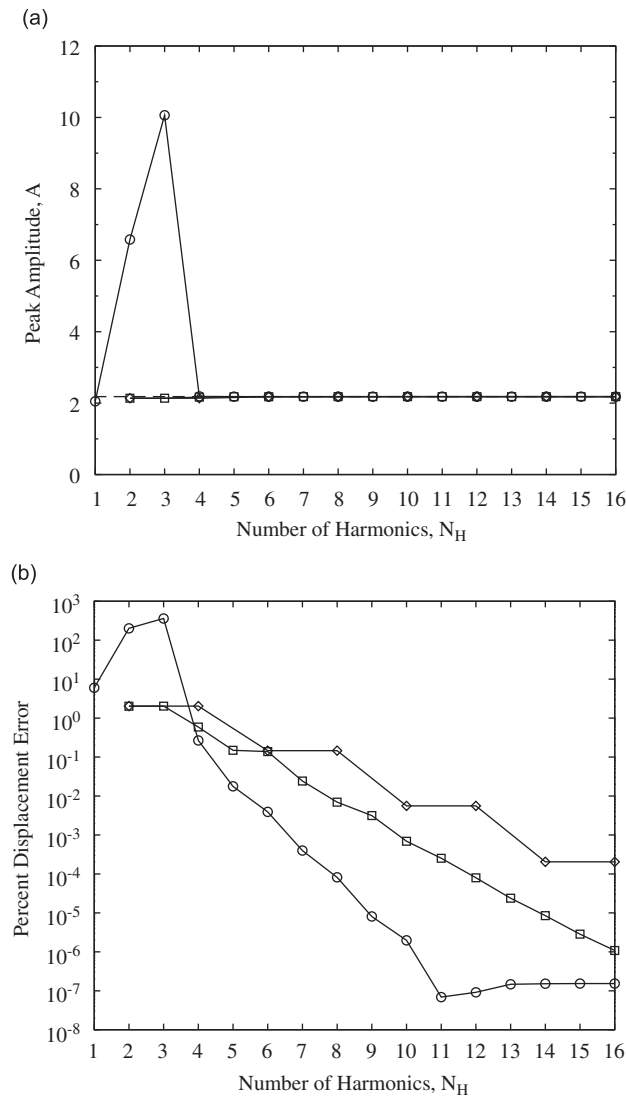 (a)
12
10
8
6
4
2
0
Peak Amplitude, A
1 2 3 4 5 6 7 8 9 10 11 12 13 14 15 16
Number of Harmonics, N_H
(b)
10^3
10^2
10^1
10^0
10^-1
10^-2
10^-3
10^-4
10^-5
10^-6
10^-7
10^-8
Percent Displacement Error
1 2 3 4 5 6 7 8 9 10 11 12 13 14 15 16
Number of Harmonics, N_H